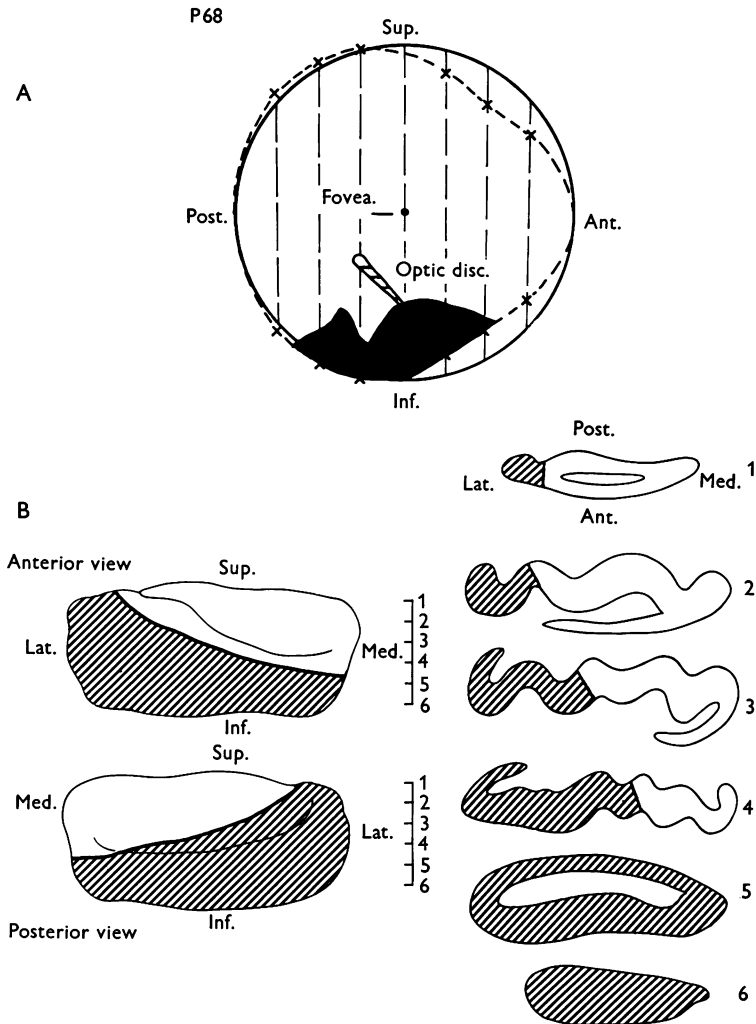 P68
A
Sup.
Fovea.
Post.
Ant.
Optic disc.
Inf.
Post.
1
Lat.
Med.
Ant.
B
Anterior view
Sup.
2
1
2
Lat.
Med.
3
4
5
6
3
Inf.
Sup.
Med.
1
2
Lat.
3
4
5
6
4
5
Inf.
Posterior view
6